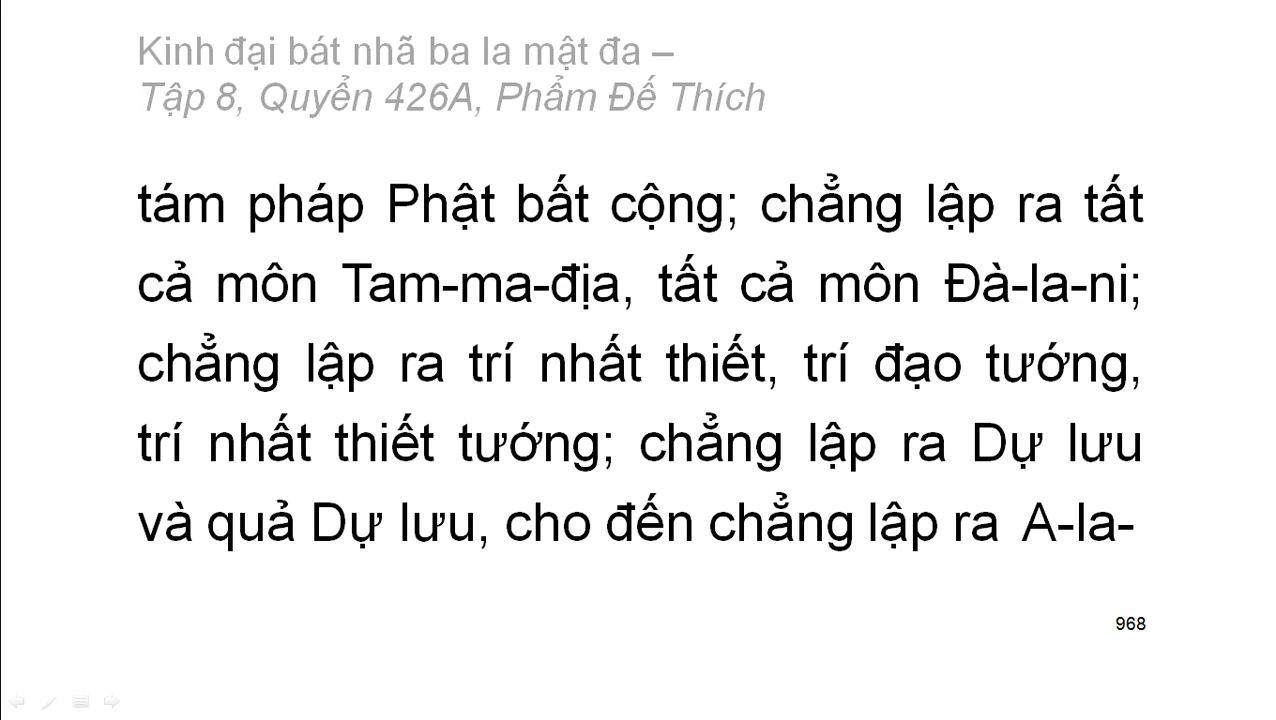 Kinh đại bát nhã ba la mật đa –
Tập 8, Quyển 426A, Phẩm Đế Thích
tám pháp Phật bất cộng; chẳng lập ra tất
cả môn Tam-ma-địa, tất cả môn Đà-la-ni;
chẳng lập ra trí nhất thiết, trí đạo tướng,
trí nhất thiết tướng; chẳng lập ra Dự lưu
và quả Dự lưu, cho đến chẳng lập ra A-la-
968